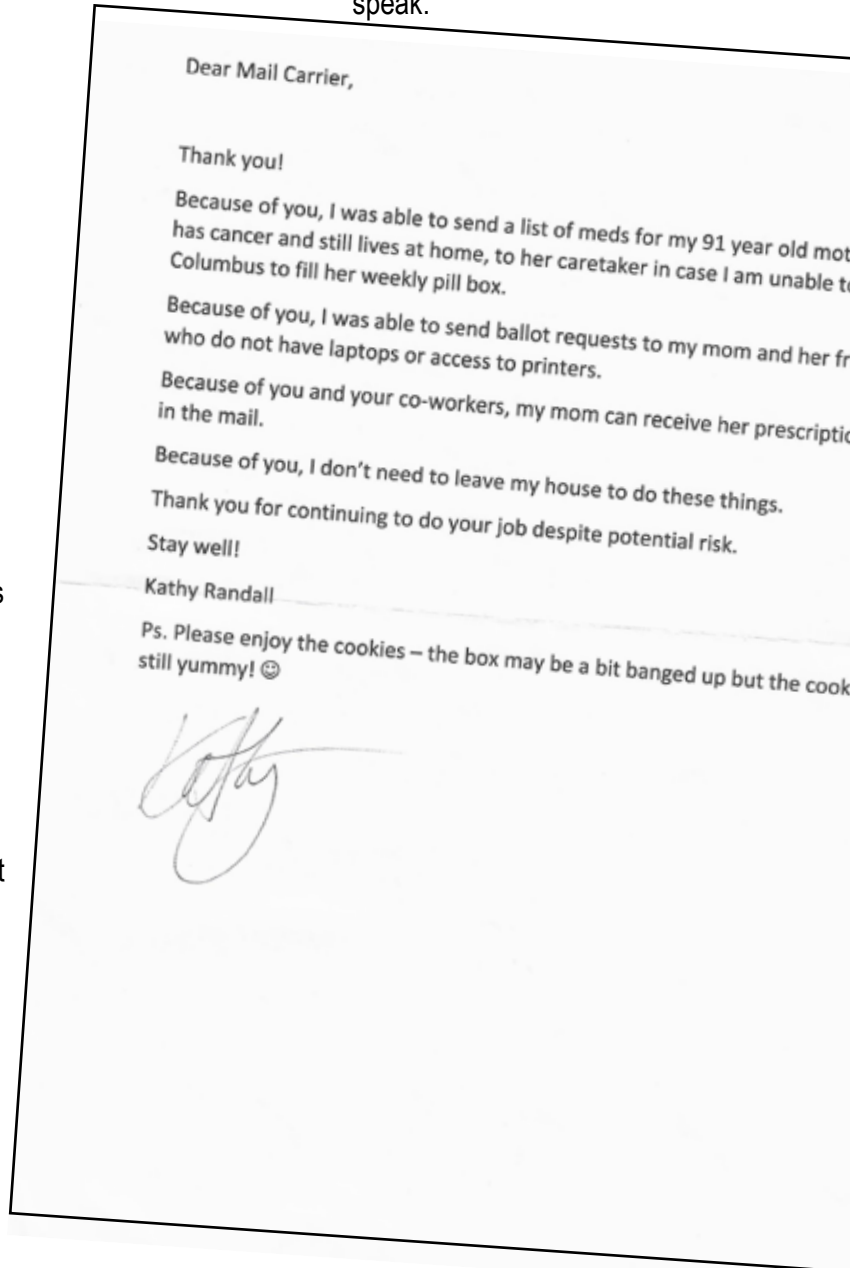 speak.
Dear Mail Carrier,
Thank you!
Because of you, I was able to send a list of meds for my 91 year old mot
has cancer and still lives at home, to her caretaker in case I am unable to
Columbus to fill her weekly pill box.
Because of you, I was able to send ballot requests to my mom and her fr
who do not have laptops or access to printers.
Because of you and your co-workers, my mom can receive her prescriptio
in the mail.
Because of you, I don't need to leave my house to do these things.
Thank you for continuing to do your job despite potential risk.
Stay well!
s
Kathy Randall
Ps. Please enjoy the cookies – the box may be a bit banged up but the cook
still yummy! ☺
Kathy
t